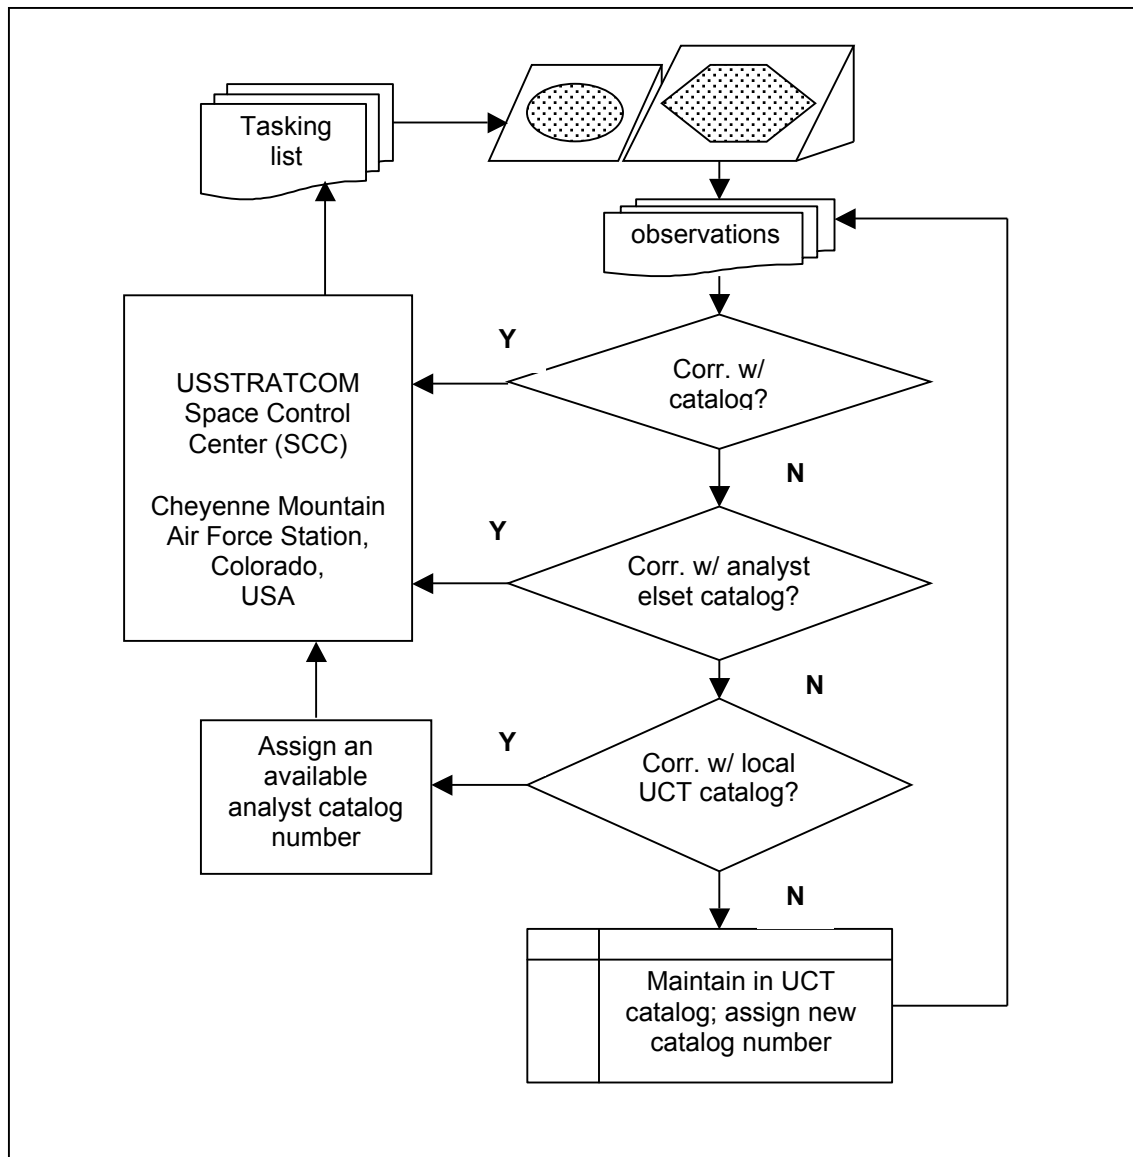 Tasking
list
observations
Y
Corr. w/
catalog?
USSTRATCOM
Space Control
Center (SCC)
Cheyenne Mountain
Air Force Station,
Colorado,
USA
N
Y
Corr. w/ analyst
elset catalog?
N
Y
Assign an
available
analyst catalog
number
Corr. w/ local
UCT catalog?
N
Maintain in UCT
catalog; assign new
catalog number